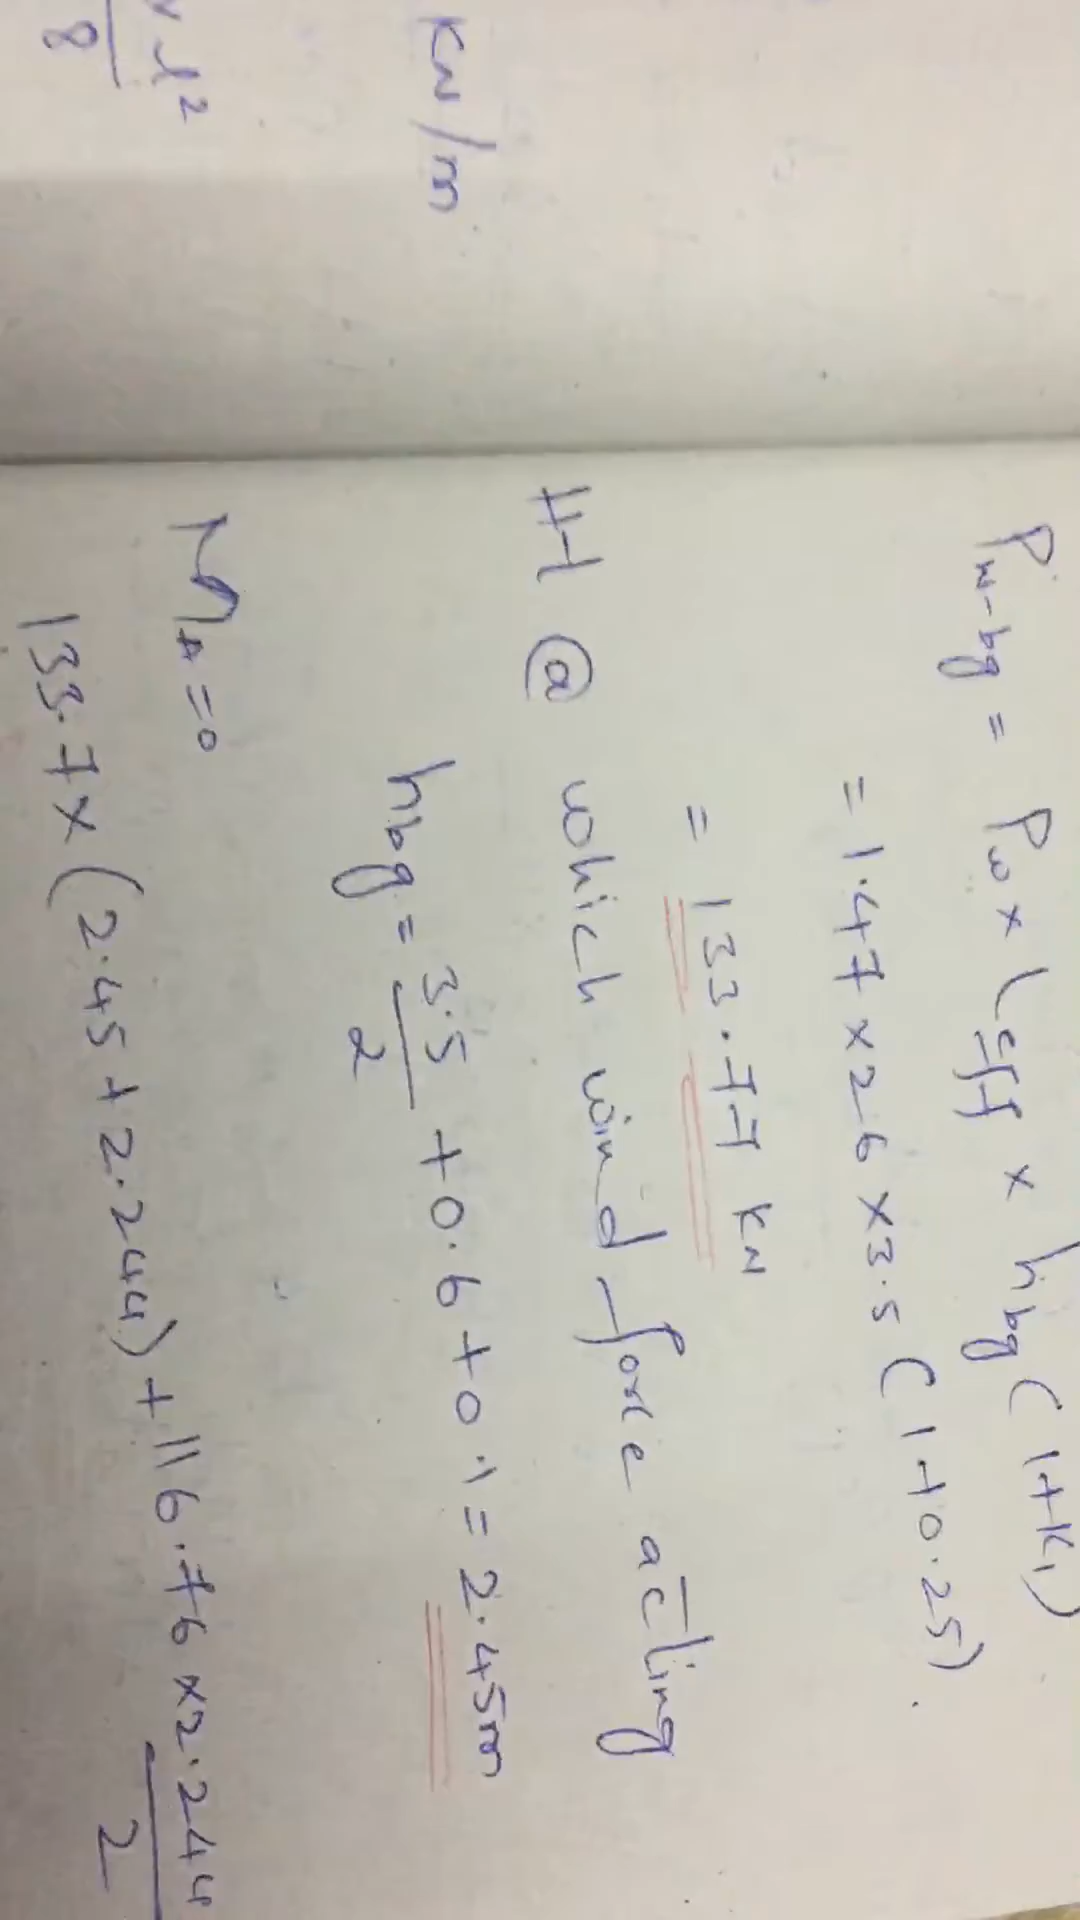 P_w-bg = P_w x L_eff x h_bg (1+K_1)
= 1.47 x 26 x 3.5 (1+0.25).
= 133.77 KN
Ht @ which wind force acting
h_bg = 3.5/2 + 0.6 + 0.1 = 2.45m
M_A = 0
133.7 x (2.45 + 2.244) + 116.76 x 2.244/2
KN/m
l²
8